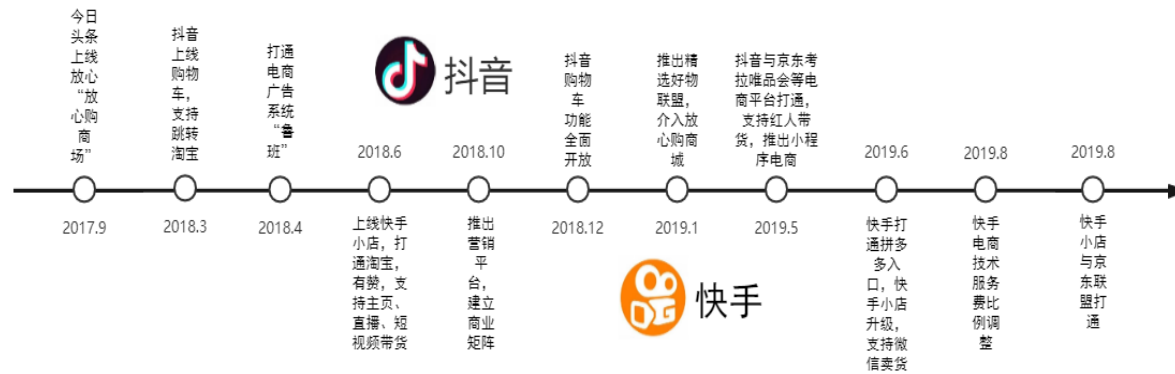 今日
头条
上线
放心
“放
心购
商
场”
抖音
上线
购物
车，
支持
跳转
淘宝
打通
电商
广告
系统
“鲁
班”
抖音
抖音
购物
车
功能
全面
开放
推出精
选好物
联盟，
介入放
心购商
城
抖音与京东考
拉唯品会等电
商平台打通，
支持红人带
货，推出小程
序电商
2018.6
2018.10
2019.6
2019.8
2019.8
2017.9
2018.3
2018.4
2018.12
2019.1
2019.5
上线快手
小店，打
通淘宝，
有赞，支
持主页、
直播、短
视频带货
推出
营销
平
台，
建立
商业
矩阵
快手
快手打
通拼多
多入
口，快
手小店
升级，
支持微
信卖货
快手
电商
技术
服务
费比
例调
整
快手
小店
与京
东联
盟打
通